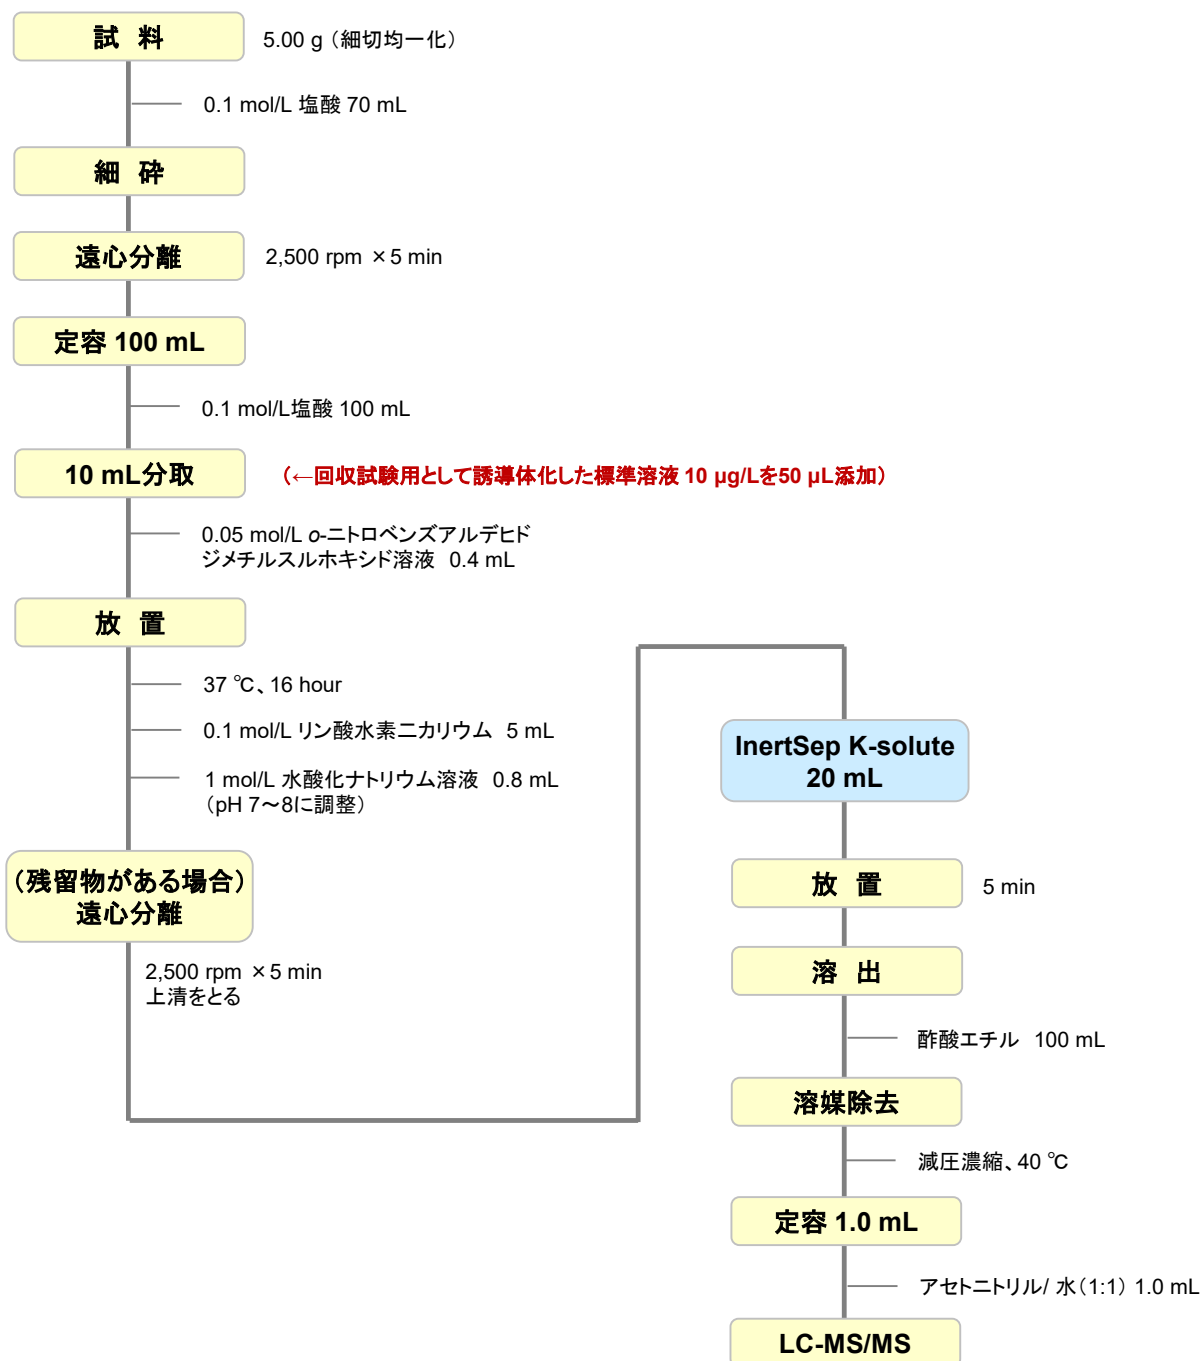 試 料
5.00 g （細切均一化）
0.1 mol/L 塩酸 70 mL
細 砕
遠心分離
2,500 rpm ×5 min
定容 100 mL
0.1 mol/L塩酸 100 mL
10 mL分取
（←回収試験用として誘導体化した標準溶液 10 µg/Lを50 µL添加）
0.05 mol/L o-ニトロベンズアルデヒド
ジメチルスルホキシド溶液 0.4 mL
放 置
37 ℃、16 hour
0.1 mol/L リン酸水素二カリウム 5 mL
1 mol/L 水酸化ナトリウム溶液 0.8 mL
（pH 7～8に調整）
（残留物がある場合）
遠心分離
2,500 rpm ×5 min
上清をとる
InertSep K-solute
20 mL
放 置
5 min
溶 出
酢酸エチル 100 mL
溶媒除去
減圧濃縮、40 ℃
定容 1.0 mL
アセトニトリル/ 水（1:1） 1.0 mL
LC-MS/MS